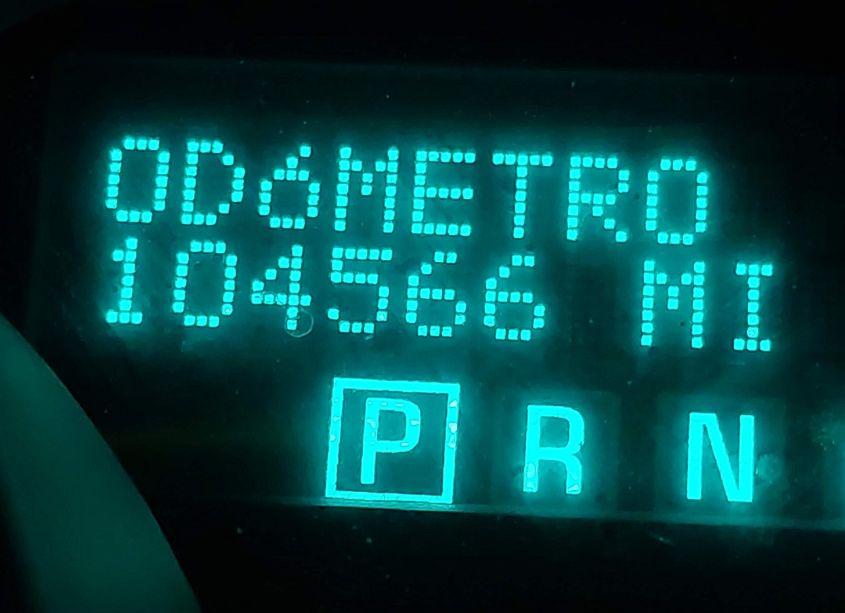 ODóMETRO
104566 MI
P R N